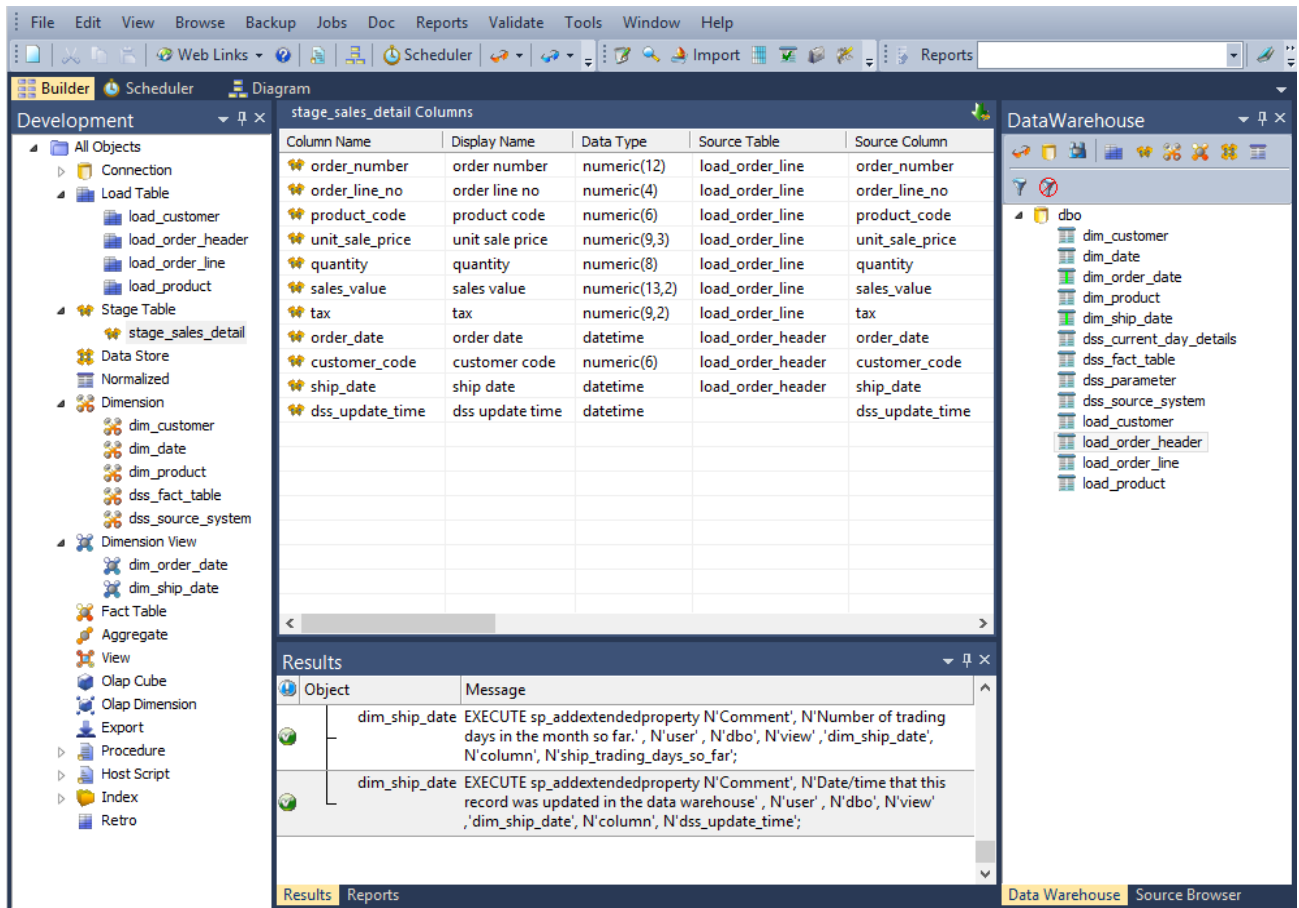 File Edit View Browse Backup Jobs Doc Reports Validate Tools Window Help
Web Links Scheduler Import Reports
Builder Scheduler Diagram
Development
All Objects
Connection
Load Table
load_customer
load_order_header
load_order_line
load_product
Stage Table
stage_sales_detail
Data Store
Normalized
Dimension
dim_customer
dim_date
dim_product
dss_fact_table
dss_source_system
Dimension View
dim_order_date
dim_ship_date
Fact Table
Aggregate
View
Olap Cube
Olap Dimension
Export
Procedure
Host Script
Index
Retro
stage_sales_detail Columns
Column Name Display Name Data Type Source Table Source Column
order_number order number numeric(12) load_order_line order_number
order_line_no order line no numeric(4) load_order_line order_line_no
product_code product code numeric(6) load_order_line product_code
unit_sale_price unit sale price numeric(9,3) load_order_line unit_sale_price
quantity quantity numeric(8) load_order_line quantity
sales_value sales value numeric(13,2) load_order_line sales_value
tax tax numeric(9,2) load_order_line tax
order_date order date datetime load_order_header order_date
customer_code customer code numeric(6) load_order_header customer_code
ship_date ship date datetime load_order_header ship_date
dss_update_time dss update time datetime dss_update_time
Results
Object Message
dim_ship_date EXECUTE sp_addextendedproperty N'Comment', N'Number of trading
days in the month so far.' , N'user' , N'dbo', N'view' ,'dim_ship_date',
N'column', N'ship_trading_days_so_far';
dim_ship_date EXECUTE sp_addextendedproperty N'Comment', N'Date/time that this
record was updated in the data warehouse' , N'user' , N'dbo', N'view'
,'dim_ship_date', N'column', N'dss_update_time';
Results Reports
DataWarehouse
dbo
dim_customer
dim_date
dim_order_date
dim_product
dim_ship_date
dss_current_day_details
dss_fact_table
dss_parameter
dss_source_system
load_customer
load_order_header
load_order_line
load_product
Data Warehouse Source Browser